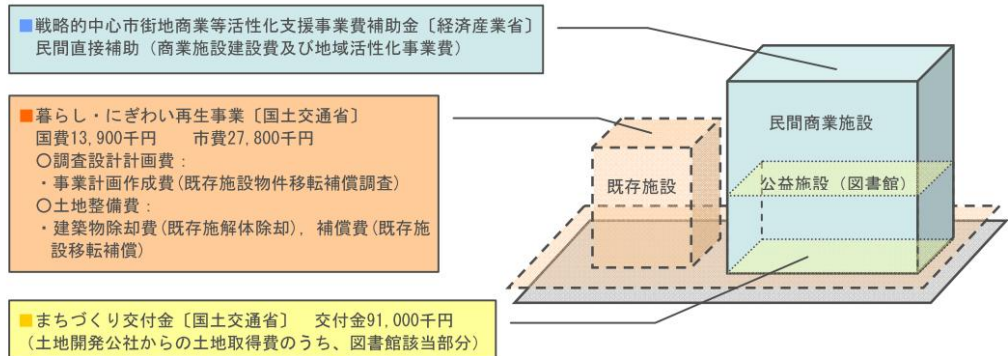 ■戦略的中心市街地商業等活性化支援事業費補助金〔経済産業省〕
民間直接補助（商業施設建設費及び地域活性化事業費）
■暮らし・にぎわい再生事業〔国土交通省〕
国費13,900千円　　市費27,800千円
○調査設計計画費：
・事業計画作成費(既存施設物件移転補償調査)
○土地整備費：
・建築物除却費(既存施解体除却)，補償費(既存施
設移転補償)
■まちづくり交付金〔国土交通省〕　交付金91,000千円
（土地開発公社からの土地取得費のうち、図書館該当部分）
民間商業施設
既存施設
公益施設（図書館）